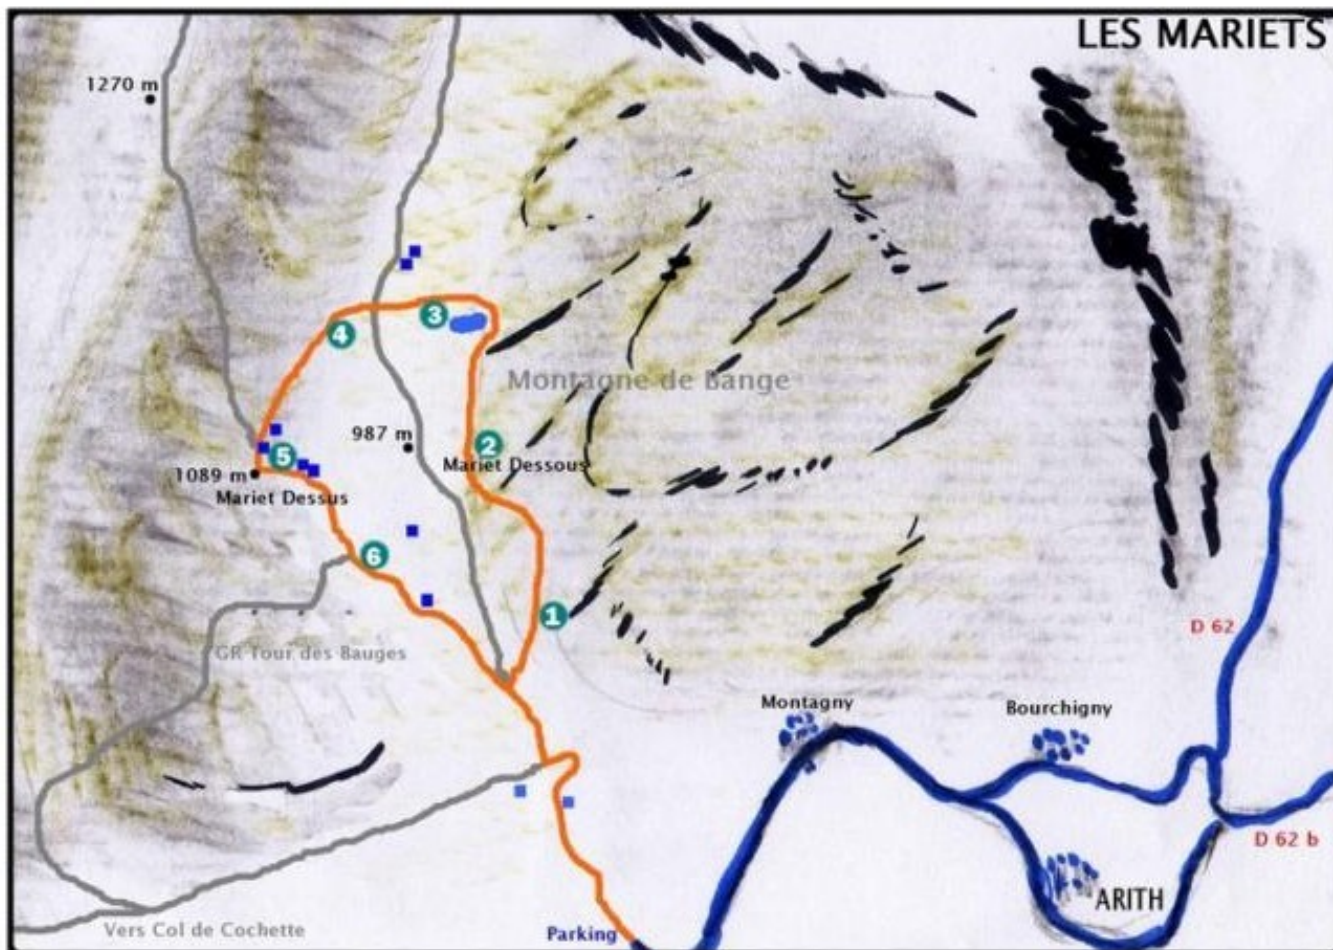 LES MARIETS
1270 m
3
4
Montagne de Bange
987 m
2
5
Mariet Dessous
1089 m
Mariet Dessus
6
1
D 62
GR Tour des Bauges
Montagny
Bourchigny
D 62 b
ARITH
Vers Col de Cochette
Parking